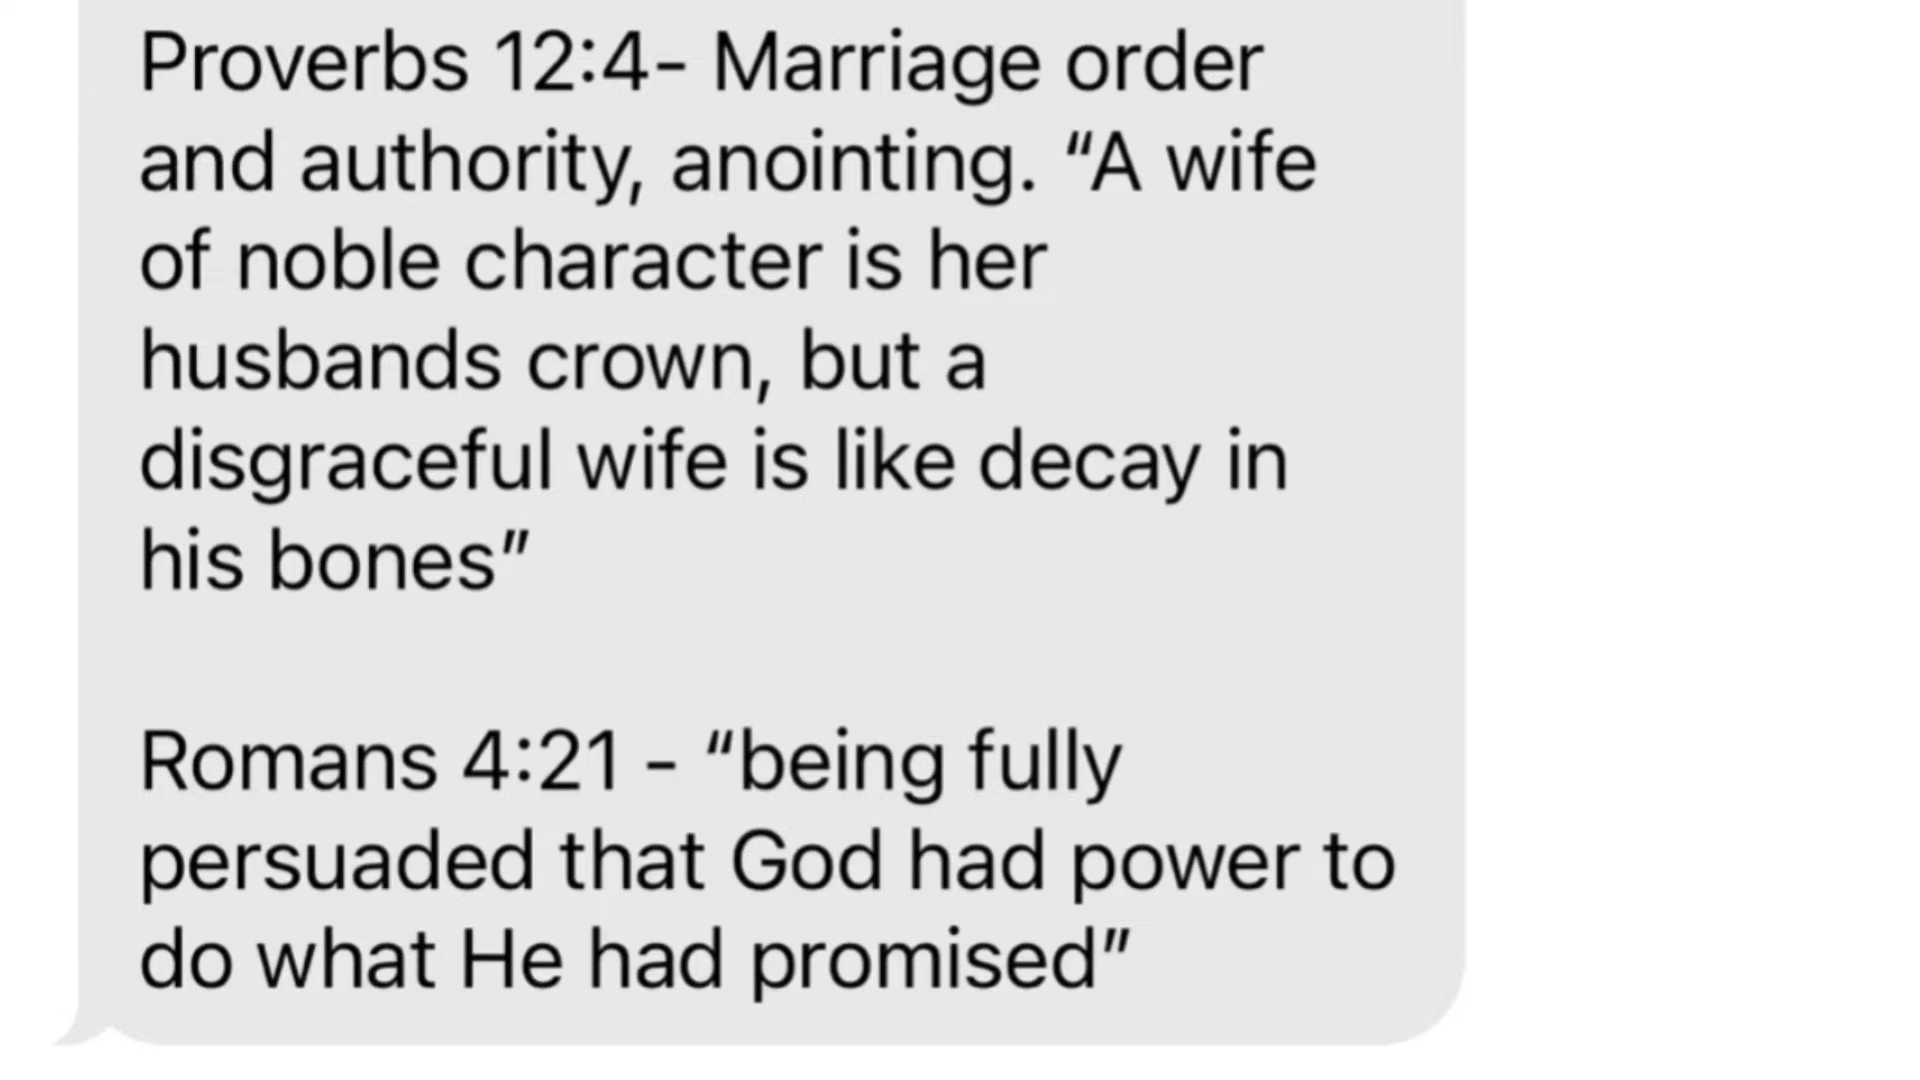 Proverbs 12:4- Marriage order
and authority, anointing. “A wife
of noble character is her
husbands crown, but a
disgraceful wife is like decay in
his bones”
Romans 4:21 - “being fully
persuaded that God had power to
do what He had promised”